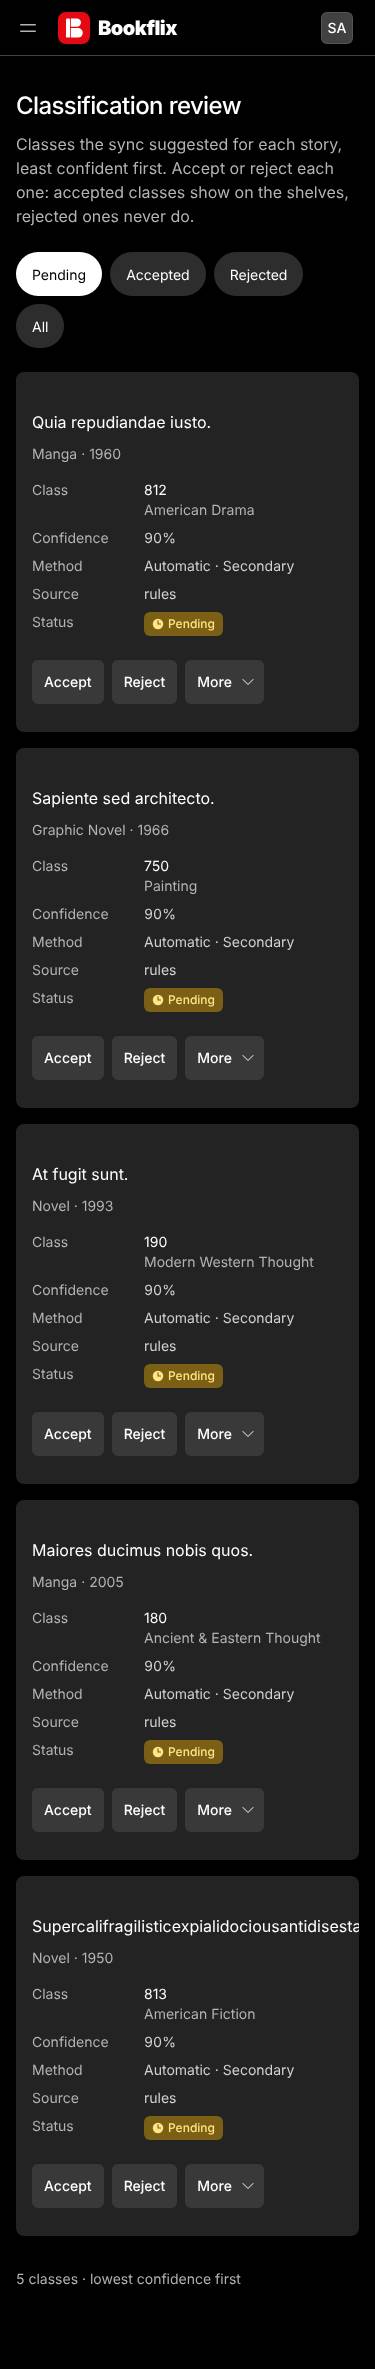 Bookflix
SA
Classification review
Classes the sync suggested for each story,
least confident first. Accept or reject each
one: accepted classes show on the shelves,
rejected ones never do.
Pending
Accepted
Rejected
All
Quia repudiandae iusto.
Manga · 1960
Class 812
American Drama
Confidence 90%
Method Automatic · Secondary
Source rules
Status Pending
Accept Reject More
Sapiente sed architecto.
Graphic Novel · 1966
Class 750
Painting
Confidence 90%
Method Automatic · Secondary
Source rules
Status Pending
Accept Reject More
At fugit sunt.
Novel · 1993
Class 190
Modern Western Thought
Confidence 90%
Method Automatic · Secondary
Source rules
Status Pending
Accept Reject More
Maiores ducimus nobis quos.
Manga · 2005
Class 180
Ancient & Eastern Thought
Confidence 90%
Method Automatic · Secondary
Source rules
Status Pending
Accept Reject More
Supercalifragilisticexpialidociousantidisesta
Novel · 1950
Class 813
American Fiction
Confidence 90%
Method Automatic · Secondary
Source rules
Status Pending
Accept Reject More
5 classes · lowest confidence first